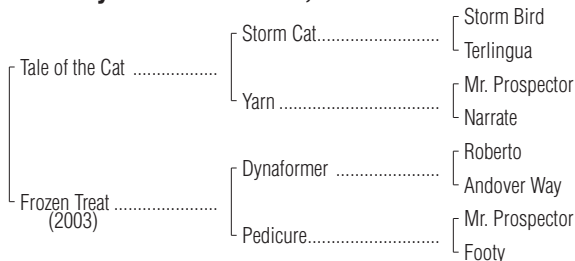 Storm Bird
Storm Cat..............................
Terlingua
Tale of the Cat ..................
Mr. Prospector
Yarn .......................................
Narrate
Roberto
Dynaformer .........................
Andover Way
Frozen Treat ......................
(2003)
Mr. Prospector
Pedicure................................
Footy